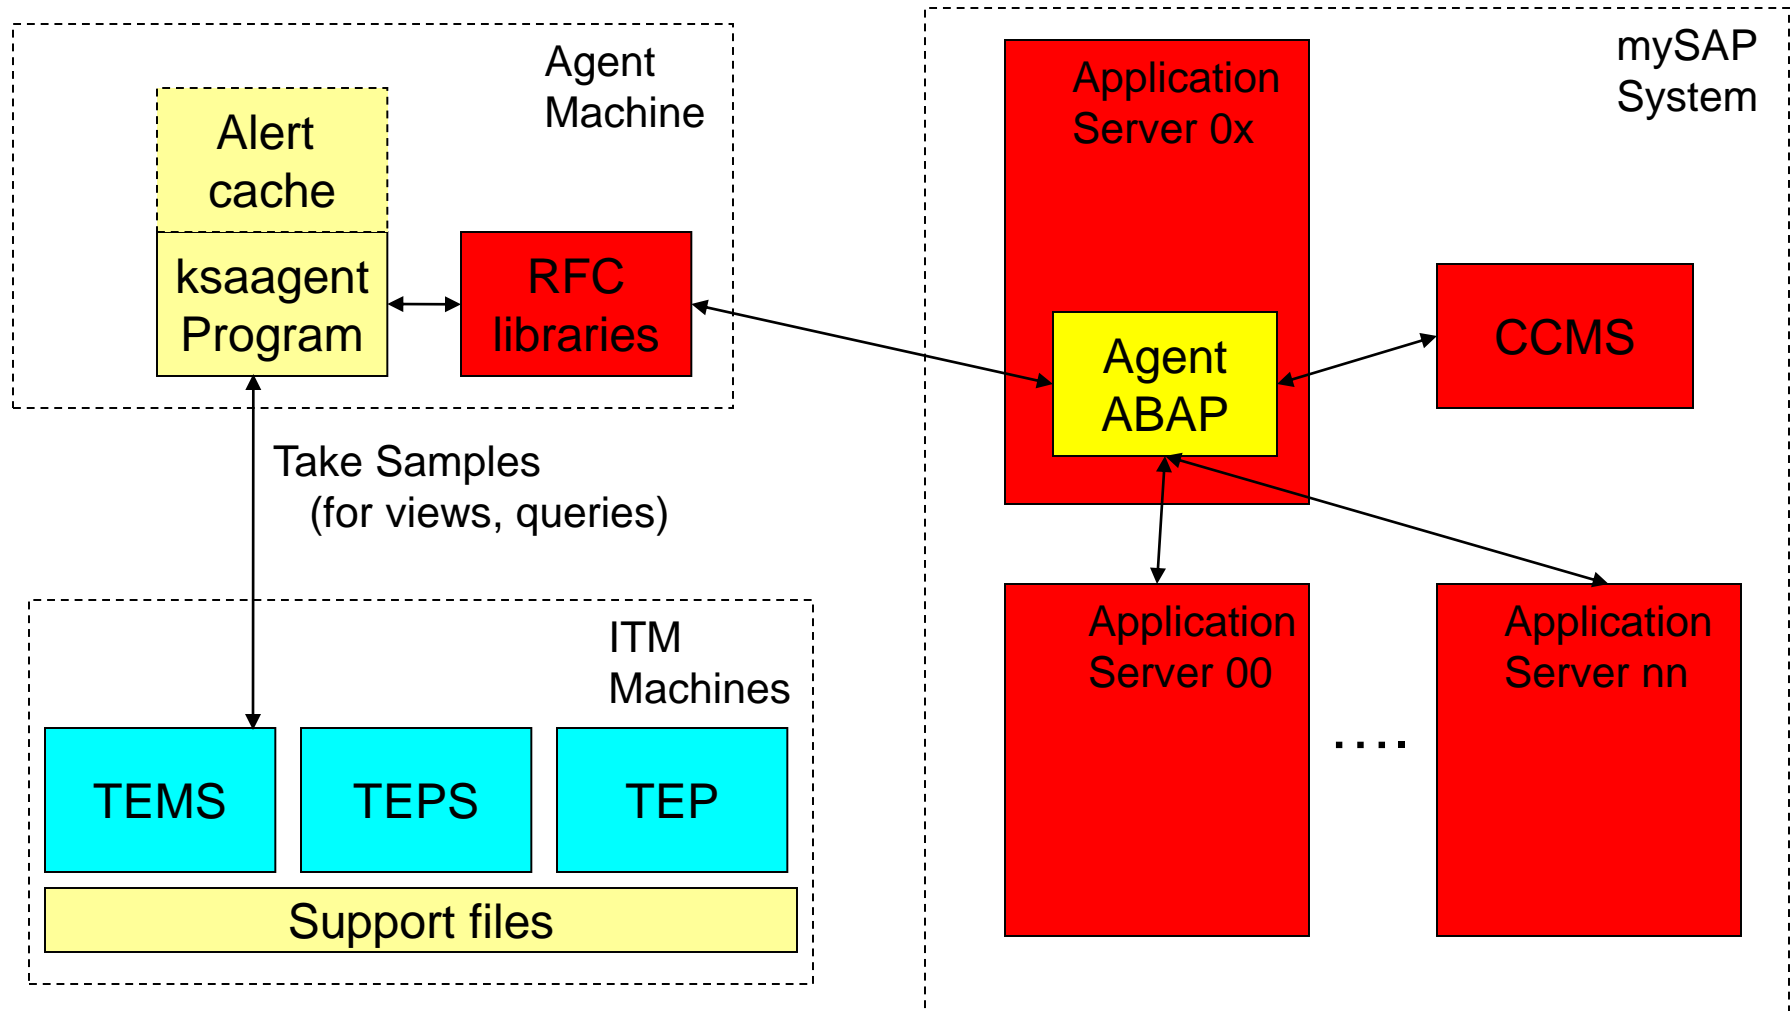 Agent
Machine
Alert
cache
ksaagent
Program
RFC
libraries
Take Samples
(for views, queries)
ITM
Machines
TEMS
TEPS
TEP
Support files
mySAP
System
Application
Server 0x
Agent
ABAP
CCMS
Application
Server 00
....
Application
Server nn